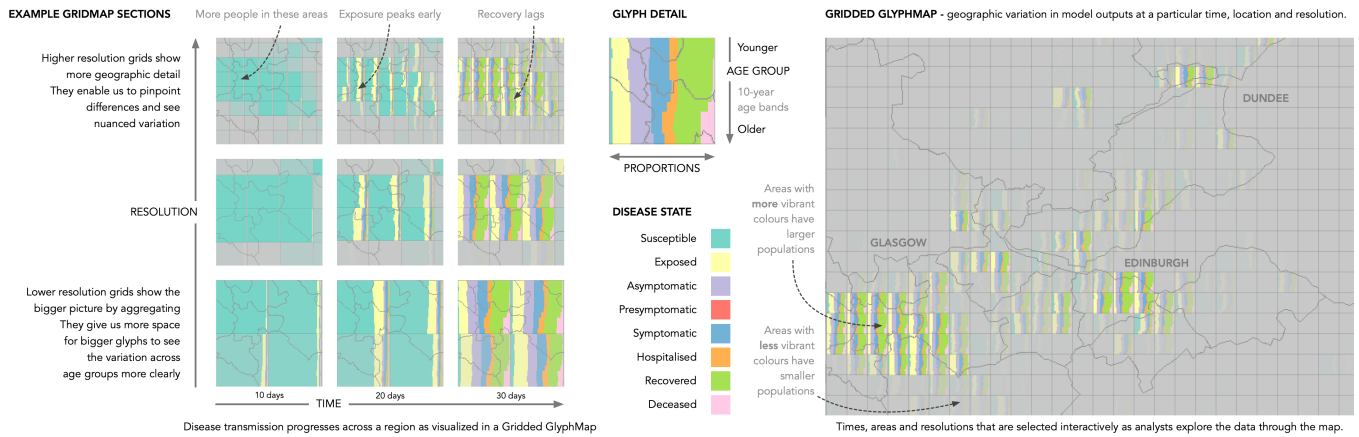 EXAMPLE GRIDMAP SECTIONS
More people in these areas
Exposure peaks early
Recovery lags
Higher resolution grids show
more geographic detail
They enable us to pinpoint
differences and see
nuanced variation
RESOLUTION
Lower resolution grids show the
bigger picture by aggregating
They give us more space
for bigger glyphs to see
the variation across
age groups more clearly
10 days
20 days
30 days
TIME
Disease transmission progresses across a region as visualized in a Gridded GlyphMap
GLYPH DETAIL
Younger
AGE GROUP
10-year
age bands
Older
PROPORTIONS
DISEASE STATE
Susceptible
Exposed
Asymptomatic
Presymptomatic
Symptomatic
Hospitalised
Recovered
Deceased
GRIDDED GLYPHMAP - geographic variation in model outputs at a particular time, location and resolution.
DUNDEE
GLASGOW
EDINBURGH
Areas with
more vibrant
colours have
larger
populations
Areas with
less vibrant
colours have
smaller
populations
Times, areas and resolutions that are selected interactively as analysts explore the data through the map.